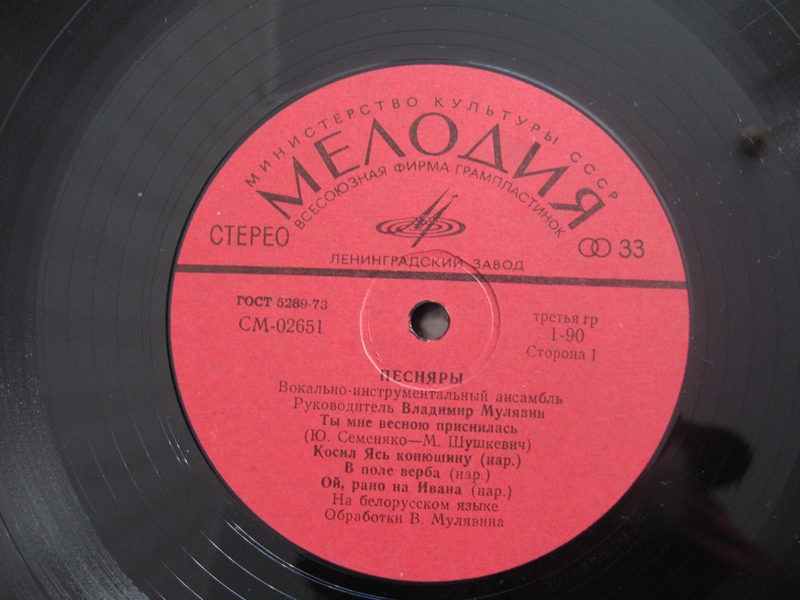 МИНИСТЕРСТВО КУЛЬТУРЫ СССР
МЕЛОДИЯ
ВСЕСОЮЗНАЯ ФИРМА ГРАМПЛАСТИНОК
СТЕРЕО
33
ЛЕНИНГРАДСКИЙ ЗАВОД
ГОСТ 5289-73
СМ-02651
третья гр
1-90
Сторона 1
ПЕСНЯРЫ
Вокально-инструментальный ансамбль
Руководитель Владимир Мулявин
Ты мне весною приснилась
(Ю. Семеняко—М. Шушкевич)
Косил Ясь конюшину (нар.)
В поле верба (нар.)
Ой, рано на Ивана (нар.)
На белорусском языке
Обработки В. Мулявина